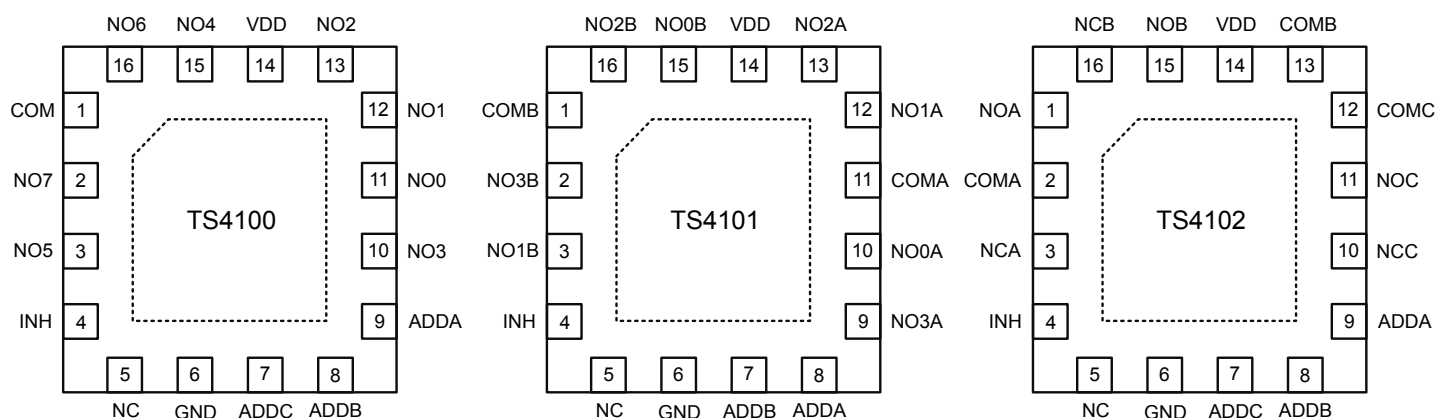 NO6 NO4 VDD NO2 NO2B NO0B VDD NO2A NCB NOB VDD COMB
16 15 14 13 16 15 14 13 16 15 14 13
COM 1 12 NO1 COMB 1 12 NO1A NOA 1 12 COMC
NO7 2 11 NO0 NO3B 2 11 COMA COMA 2 11 NOC
TS4100 TS4101 TS4102
NO5 3 10 NO3 NO1B 3 10 NO0A NCA 3 10 NCC
INH 4 9 ADDA INH 4 9 NO3A INH 4 9 ADDA
5 6 7 8 5 6 7 8 5 6 7 8
NC GND ADDC ADDB NC GND ADDB ADDA NC GND ADDC ADDB